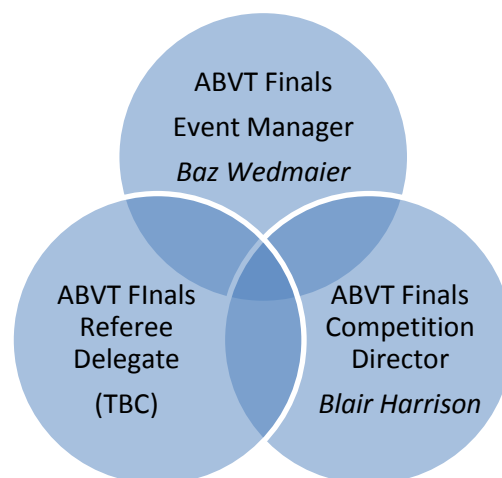 ABVT Finals
Event Manager
Baz Wedmaier
ABVT FInals
Referee
Delegate
(TBC)
ABVT Finals
Competition
Director
Blair Harrison